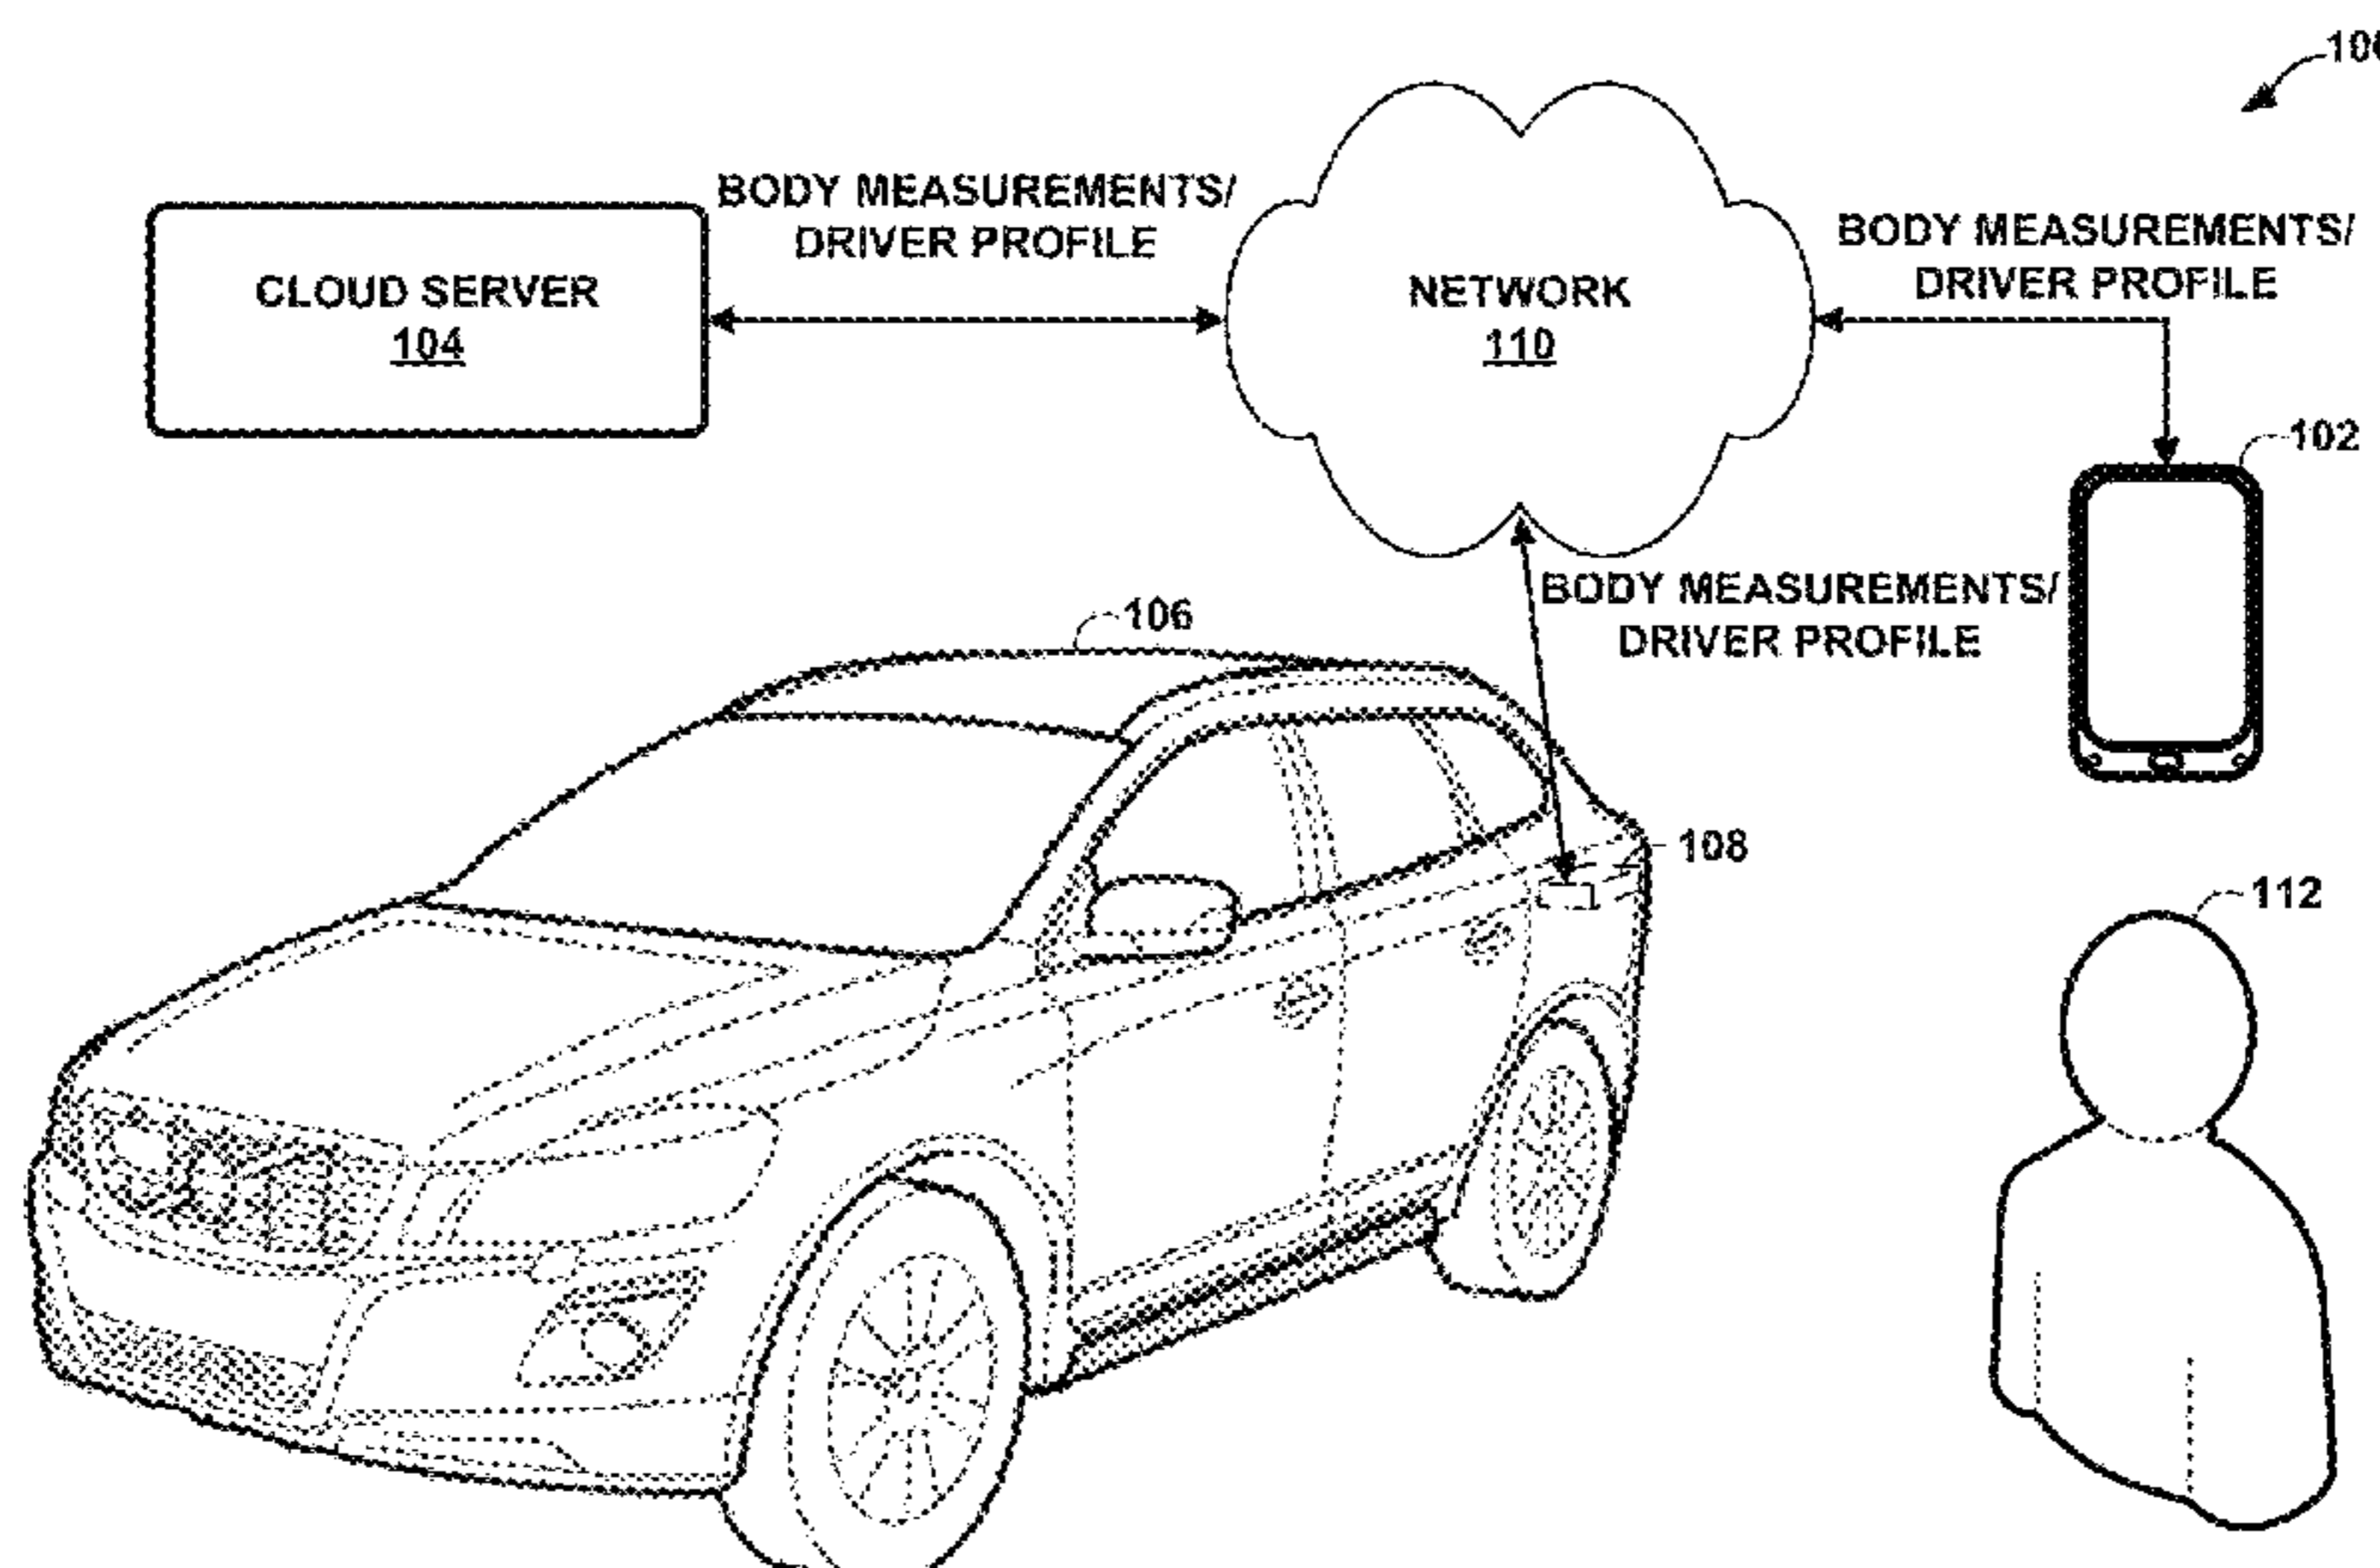 BODY MEASUREMENTS/
DRIVER PROFILE
CLOUD SERVER
104
NETWORK
110
BODY MEASUREMENTS/
DRIVER PROFILE
102
BODY MEASUREMENTS/
DRIVER PROFILE
106
108
112